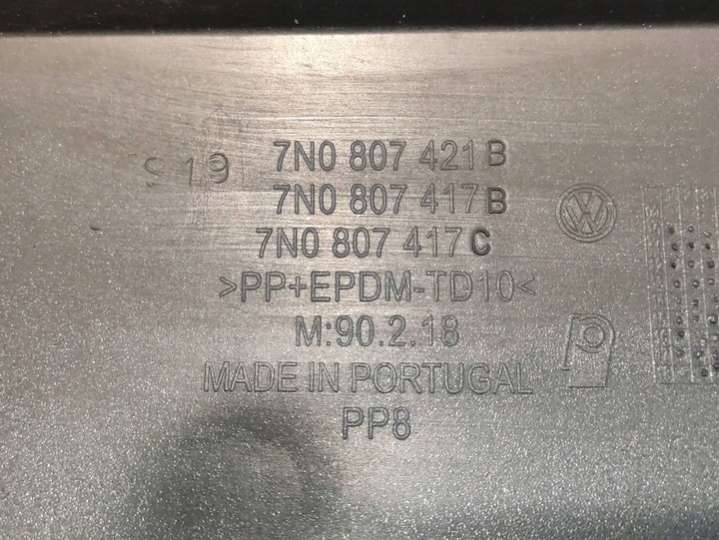 7N0 807 421 B
S 19
7N0 807 417 B
7N0 807 417 C
>PP+EPDM-TD10<
M:90.2.18
MADE IN PORTUGAL
PP8